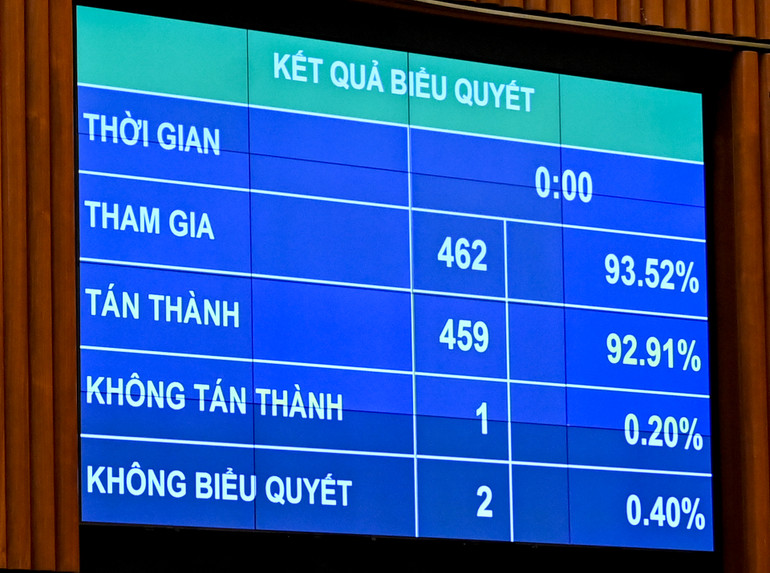 KẾT QUẢ BIỂU QUYẾT
THỜI GIAN 0:00
THAM GIA 462 93.52%
TÁN THÀNH 459 92.91%
KHÔNG TÁN THÀNH 1 0.20%
KHÔNG BIỂU QUYẾT 2 0.40%